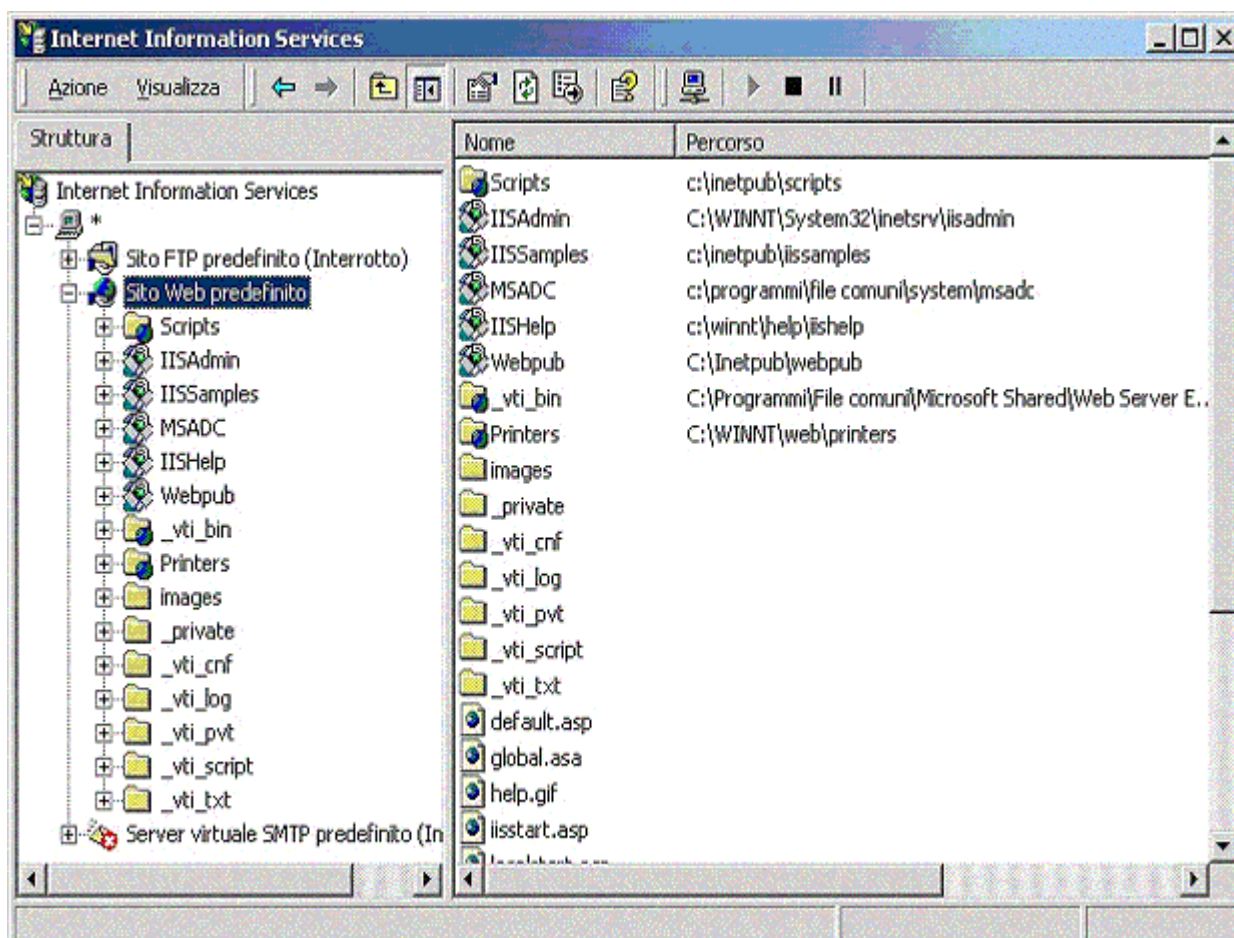 Internet Information Services
Azione Visualizza
Struttura
Internet Information Services
*
Sito FTP predefinito (Interrotto)
Sito Web predefinito
Scripts
IISAdmin
IISSamples
MSADC
IISHelp
Webpub
_vti_bin
Printers
images
_private
_vti_cnf
_vti_log
_vti_pvt
_vti_script
_vti_txt
Server virtuale SMTP predefinito (In
Nome Percorso
Scripts c:\inetpub\scripts
IISAdmin C:\WINNT\System32\inetsrv\iisadmin
IISSamples c:\inetpub\iissamples
MSADC c:\programmi\file comuni\system\msadc
IISHelp c:\winnt\help\iishelp
Webpub C:\Inetpub\webpub
_vti_bin C:\Programmi\File comuni\Microsoft Shared\Web Server E..
Printers C:\WINNT\web\printers
images
_private
_vti_cnf
_vti_log
_vti_pvt
_vti_script
_vti_txt
default.asp
global.asa
help.gif
iisstart.asp